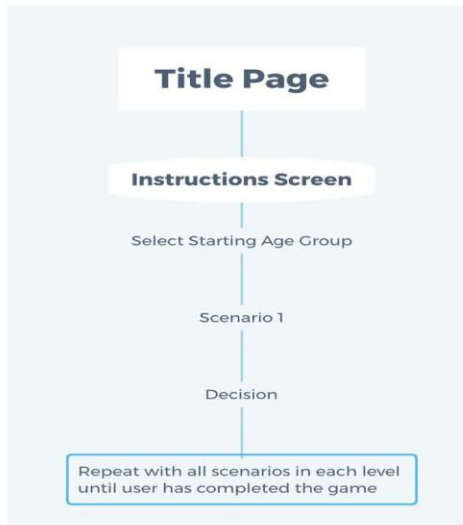 Title Page
Instructions Screen
Select Starting Age Group
Scenario 1
Decision
Repeat with all scenarios in each level
until user has completed the game